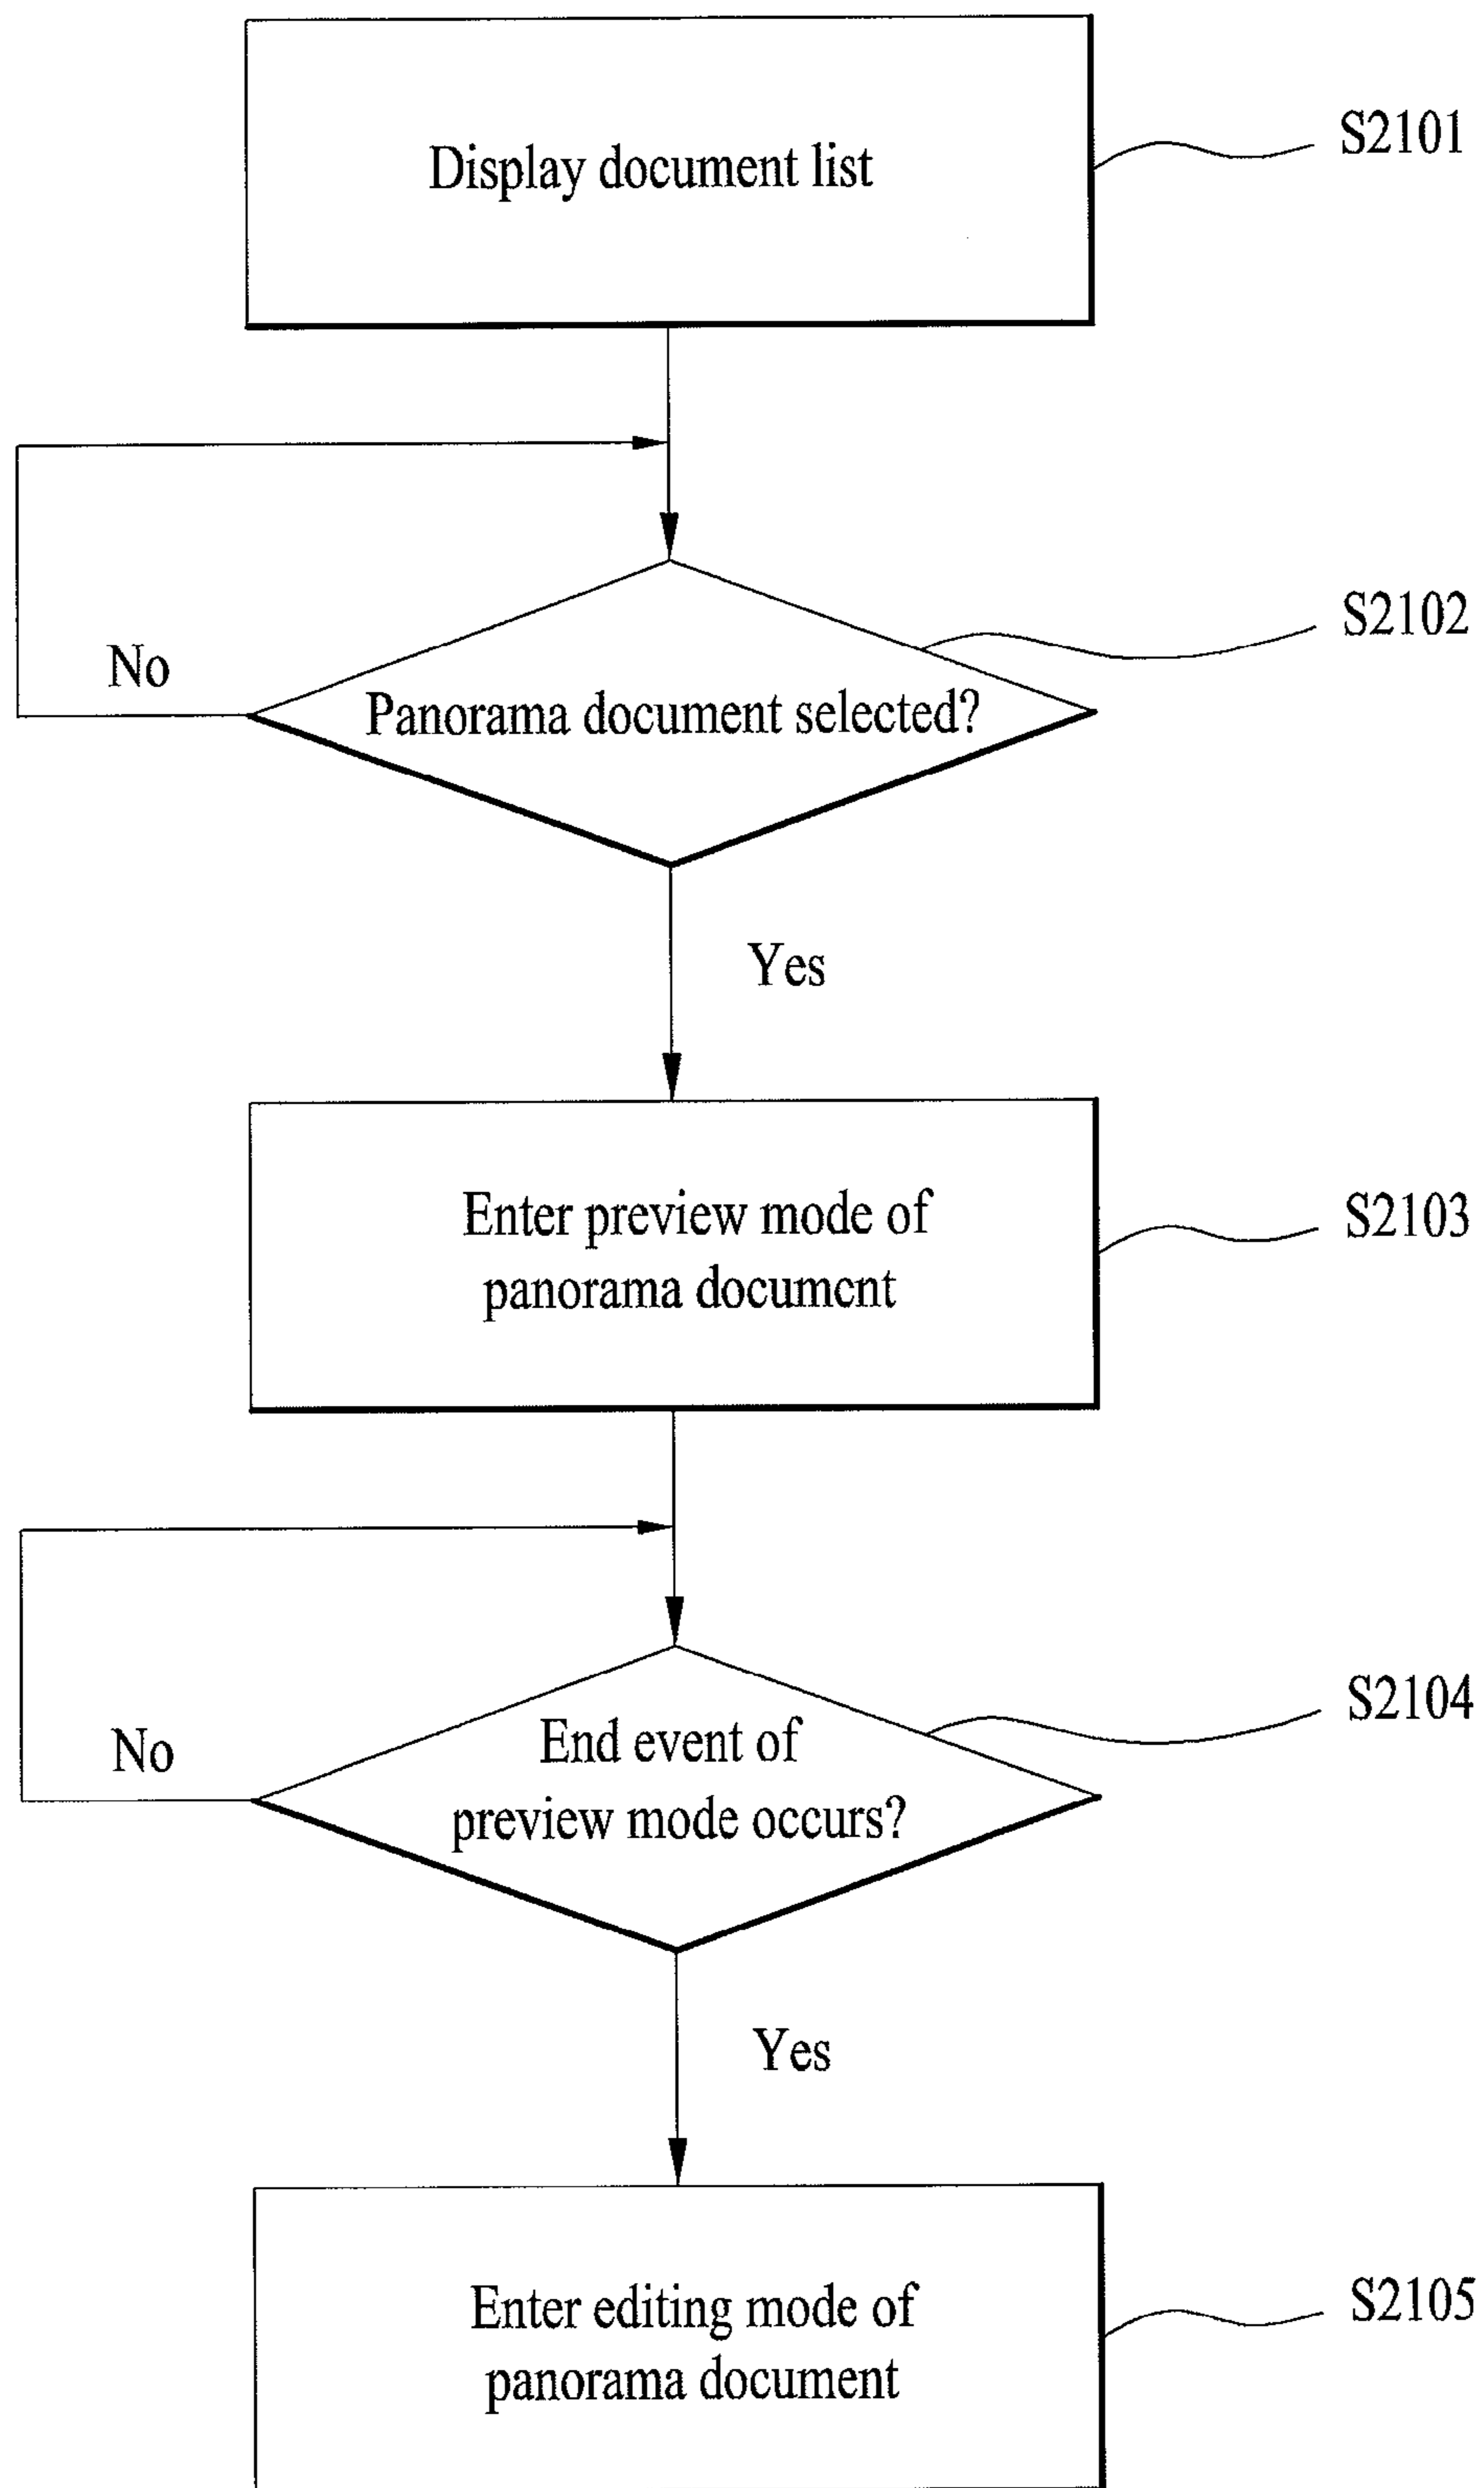 Display document list
S2101
S2102
No
Panorama document selected?
Yes
Enter preview mode of
panorama document
S2103
S2104
No
End event of
preview mode occurs?
Yes
Enter editing mode of
panorama document
S2105